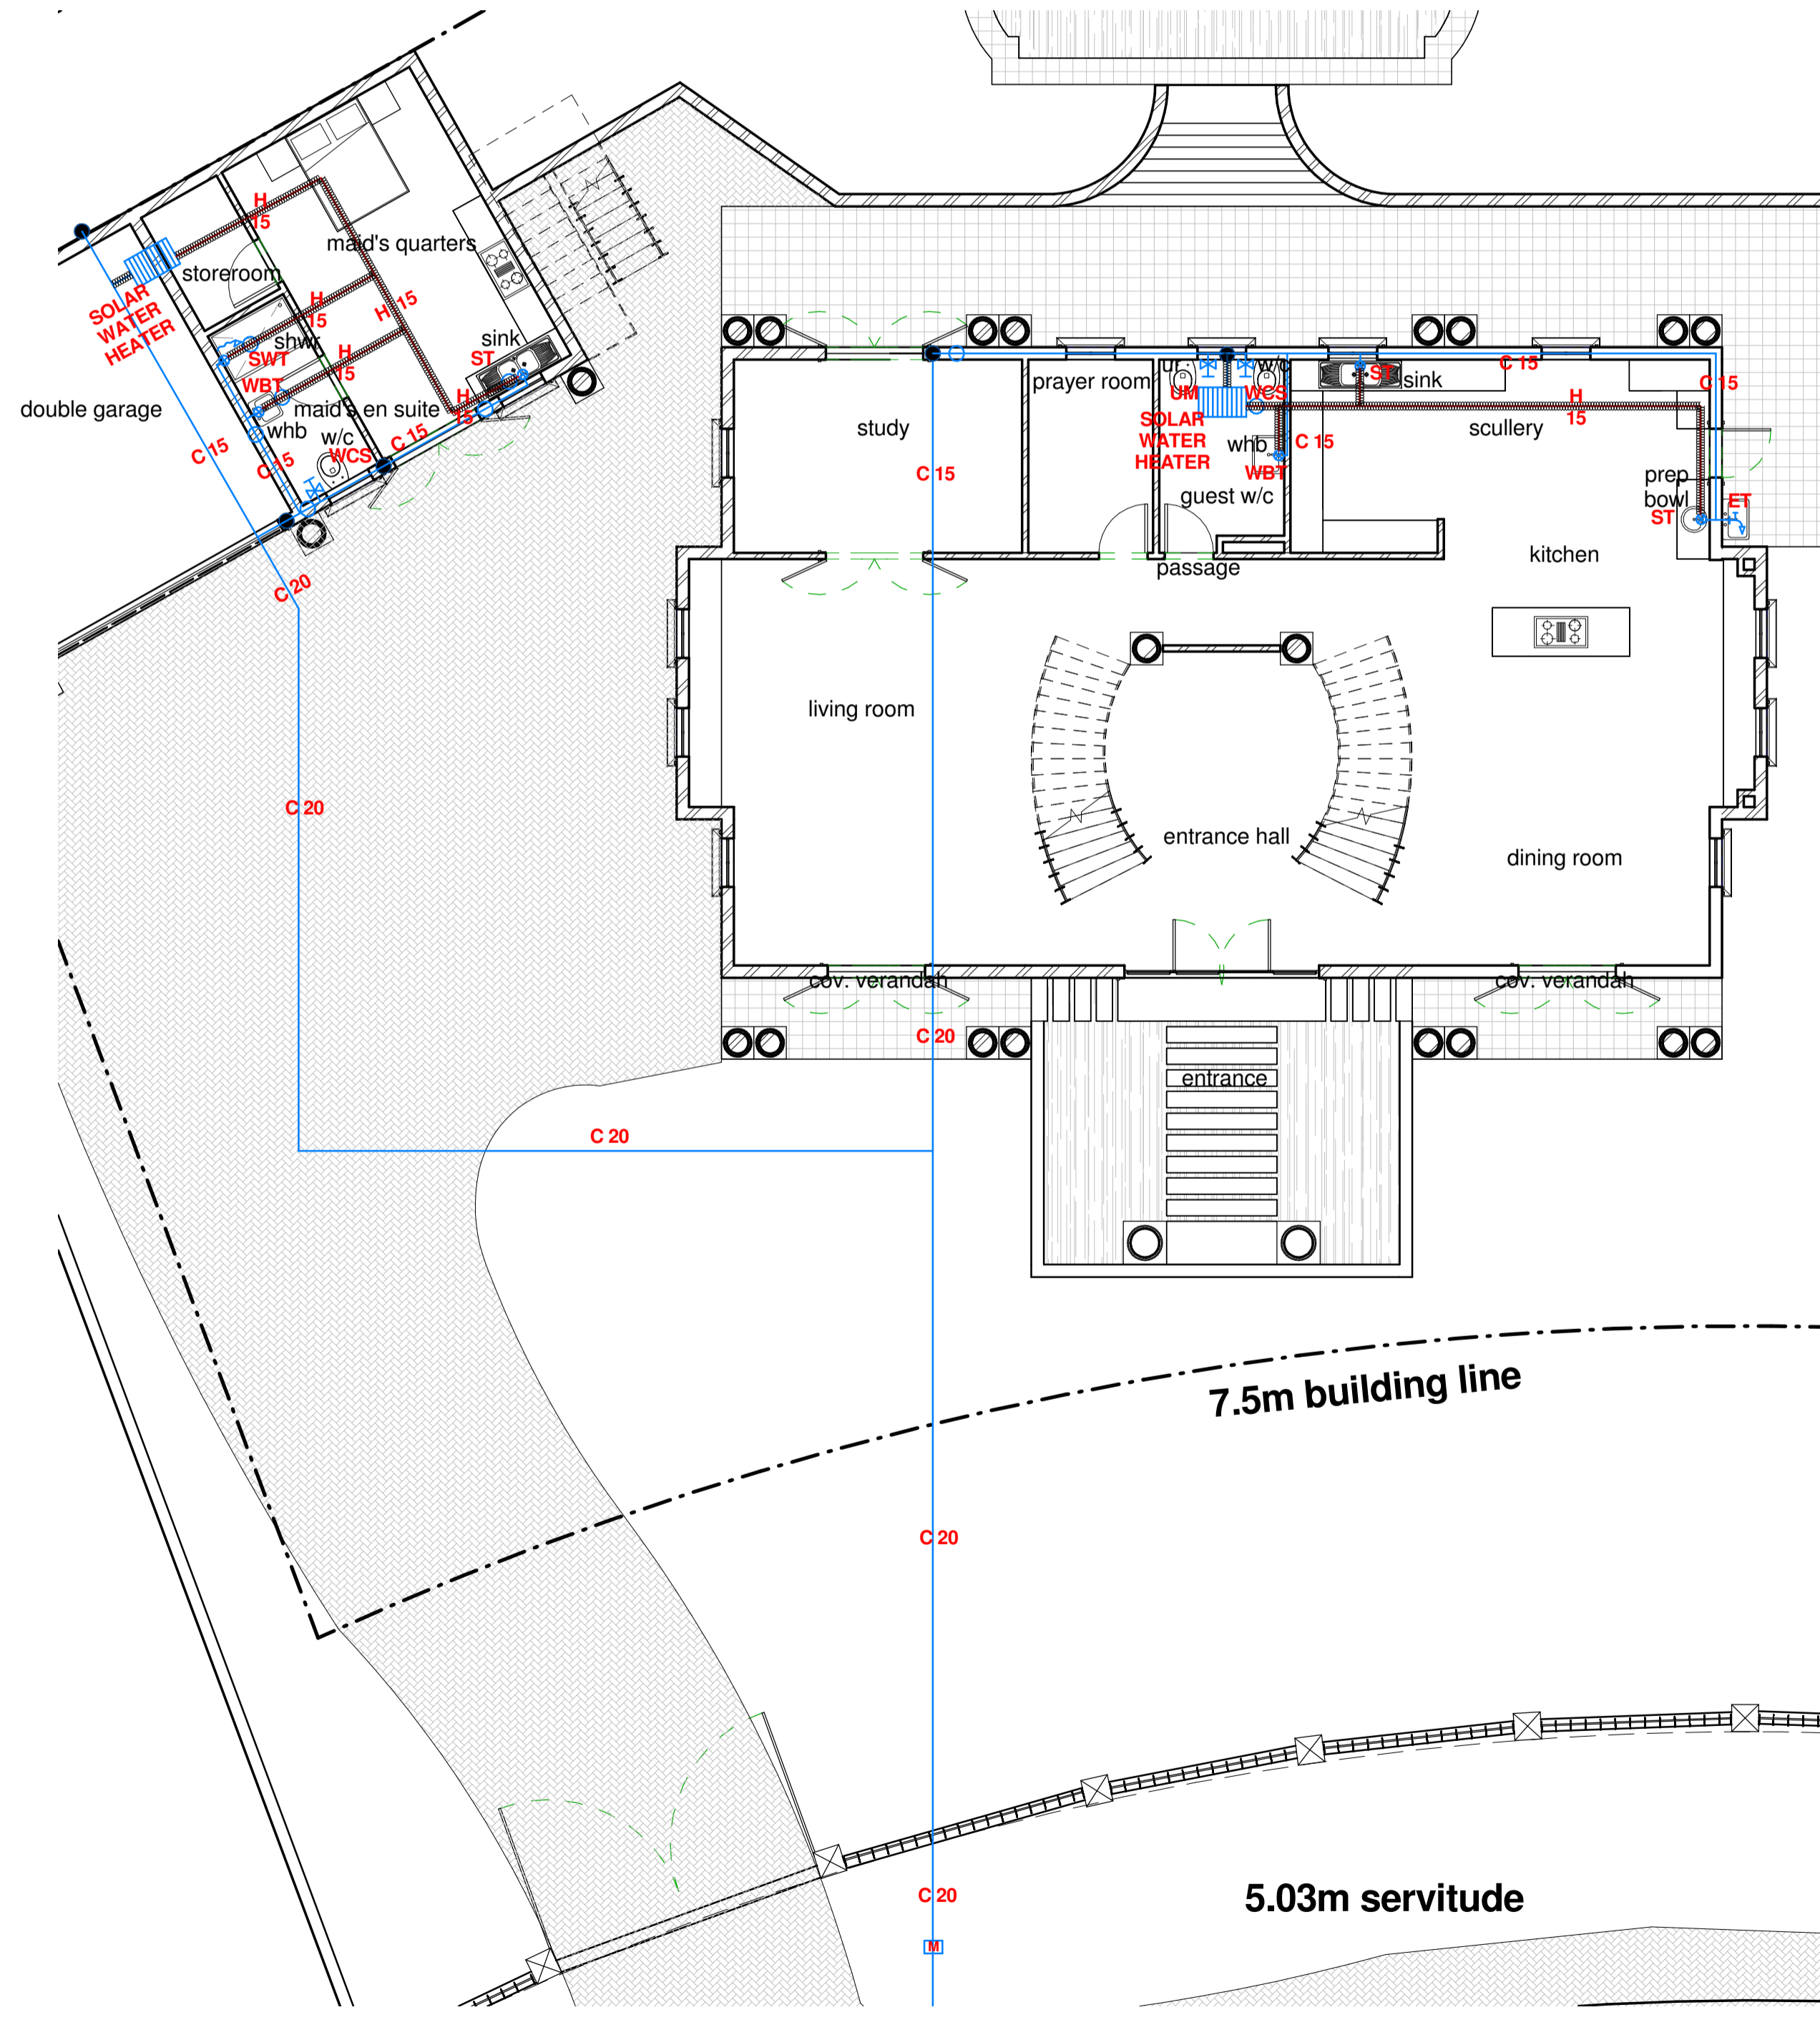 H
15
maid's quarters
storeroom
SOLAR
WATER
HEATER
H
15
H 15
shwr
SWT
H
15
WBT
sink
ST
double garage
maid's en suite
H
15
whb
w/c
WCS
C 15
C 15
C 15
C 20
C 20
prayer room
ur
w/c
UM
WCS
ST
sink
C 15
C 15
H
15
study
SOLAR
WATER
HEATER
whb
C 15
scullery
C 15
WBT
guest w/c
prep
bowl
ST
ET
passage
kitchen
living room
entrance hall
dining room
cov. verandah
cov. verandah
C 20
entrance
C 20
7.5m building line
C 20
C 20
5.03m servitude
M